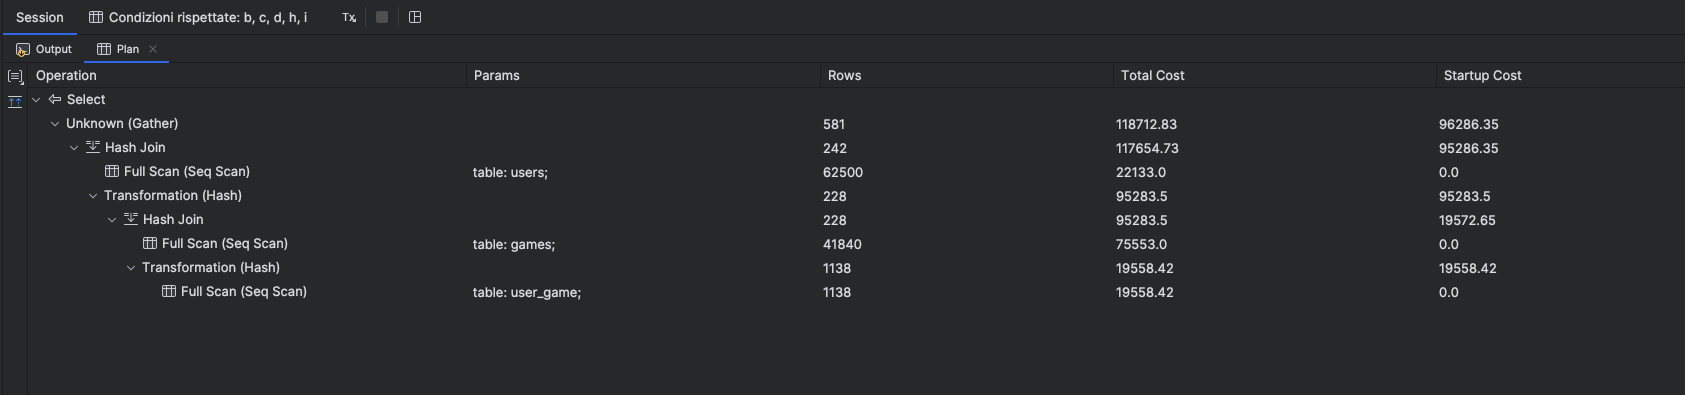 Session Condizioni rispettate: b, c, d, h, i Tx
Output Plan
Operation Params Rows Total Cost Startup Cost
Select
Unknown (Gather) 581 118712.83 96286.35
Hash Join 242 117654.73 95286.35
Full Scan (Seq Scan) table: users; 62500 22133.0 0.0
Transformation (Hash) 228 95283.5 95283.5
Hash Join 228 95283.5 19572.65
Full Scan (Seq Scan) table: games; 41840 75553.0 0.0
Transformation (Hash) 1138 19558.42 19558.42
Full Scan (Seq Scan) table: user_game; 1138 19558.42 0.0